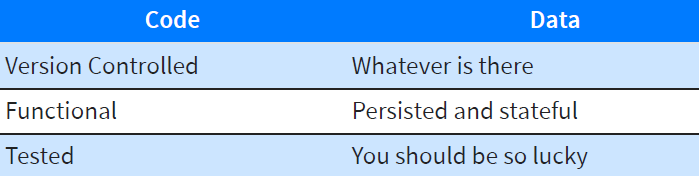 Code Data
Version Controlled Whatever is there
Functional Persisted and stateful
Tested You should be so lucky